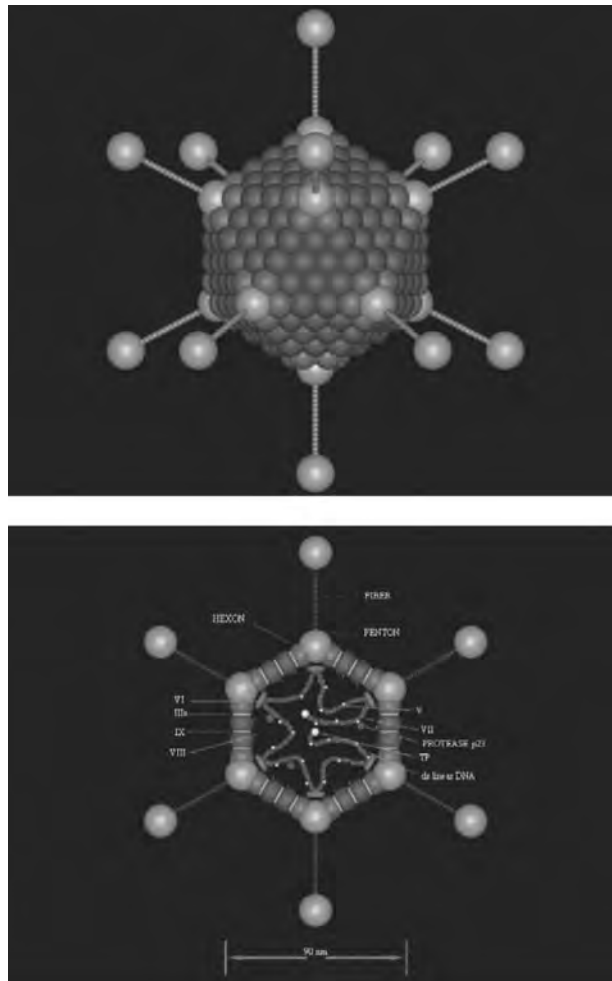 FIBER
HEXON
PENTON
VI
IIIa
IX
VIII
V
VII
PROTEASE p23
TP
ds linear DNA
90 nm